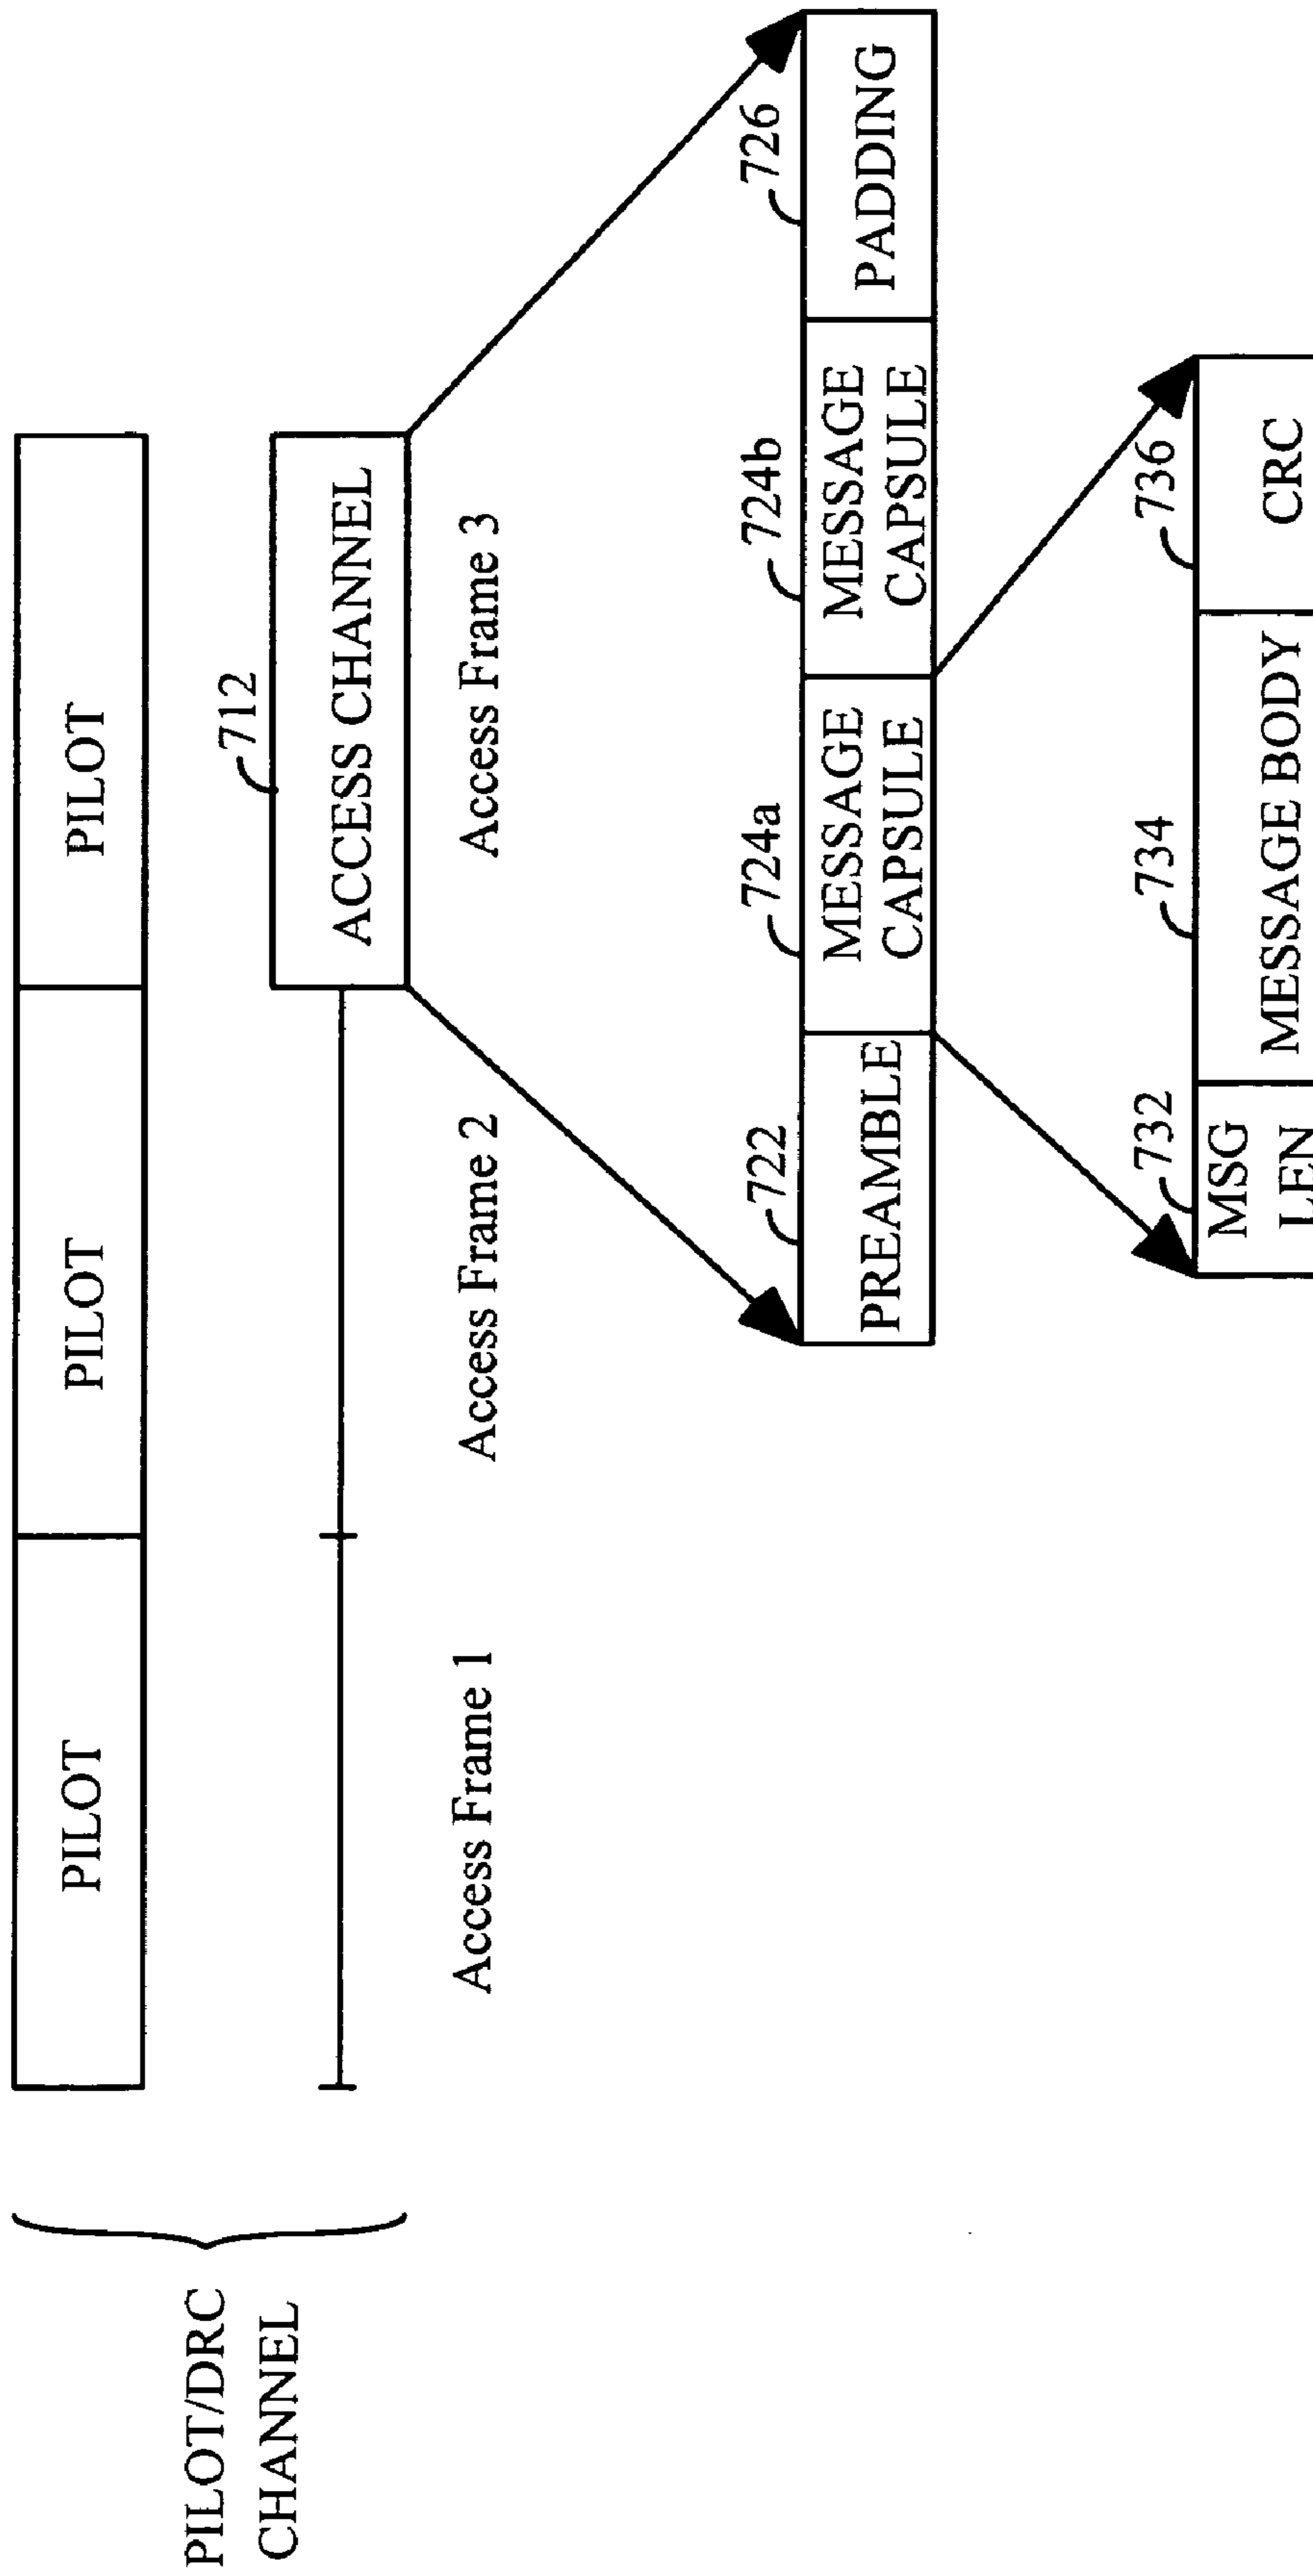 PILOT/DRC
CHANNEL
PILOT
PILOT
PILOT
712
ACCESS CHANNEL
Access Frame 1
Access Frame 2
Access Frame 3
722
724a
724b
726
PREAMBLE
MESSAGE
CAPSULE
MESSAGE
CAPSULE
PADDING
732
734
736
MSG
LEN
MESSAGE BODY
CRC